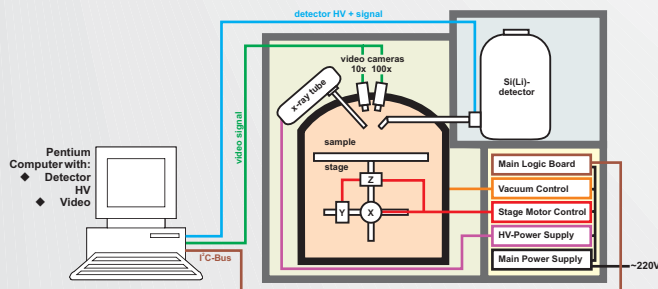 detector HV + signal
video cameras
10x 100x
x-ray tube
Si(Li)-
detector
video signal
sample
stage
Z
Y
X
Pentium
Computer with:
◆ Detector
HV
◆ Video
I²C-Bus
Main Logic Board
Vacuum Control
Stage Motor Control
HV-Power Supply
Main Power Supply
~220V